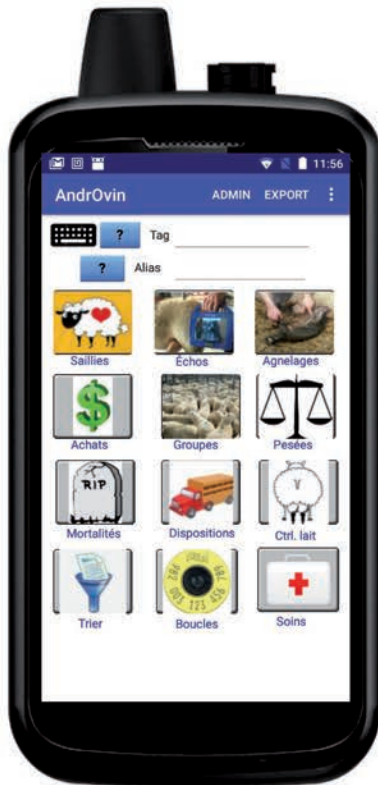 11:56
AndrOvin ADMIN EXPORT
? Tag
? Alias
Saillies Échos Agnelages
$
Achats Groupes Pesées
RIP
Mortalités Dispositions Ctrl. lait
Trier Boucles Soins